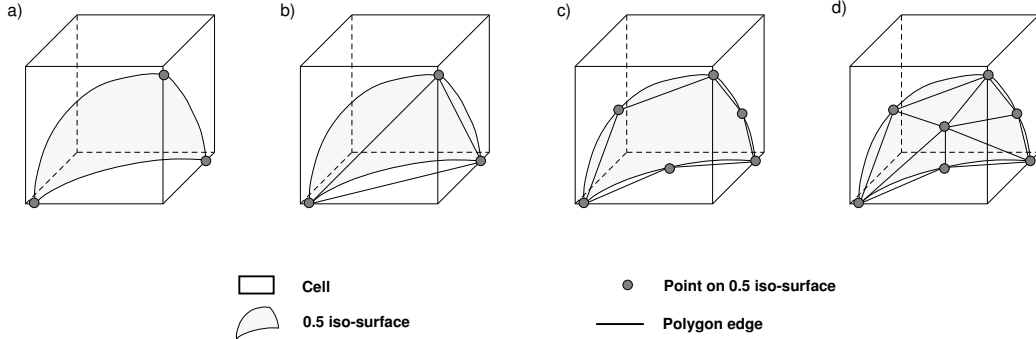 a)
b)
c)
d)
Cell
0.5 iso-surface
Point on 0.5 iso-surface
Polygon edge